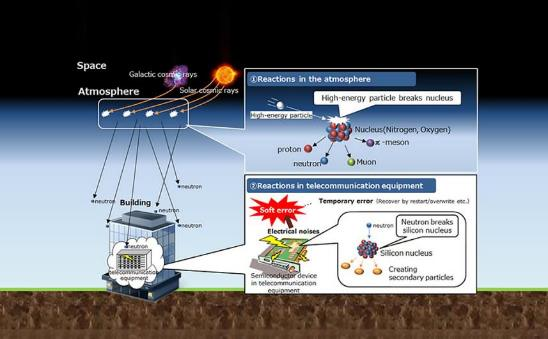 Space
Galactic cosmic rays
Solar cosmic rays
Atmosphere
①Reactions in the atmosphere
High-energy particle breaks nucleus
High-energy particle
Nucleus(Nitrogen, Oxygen)
proton
π -meson
neutron
Muon
neutron
neutron
Building
neutron
neutron
telecommunication
equipment
②Reactions in telecommunication equipment
Temporary error (Recover by restart/overwrite etc.)
Soft error
Electrical noises
neutron
Neutron breaks
silicon nucleus
Silicon nucleus
Creating
secondary particles
Semiconductor device
in telecommunication
equipment